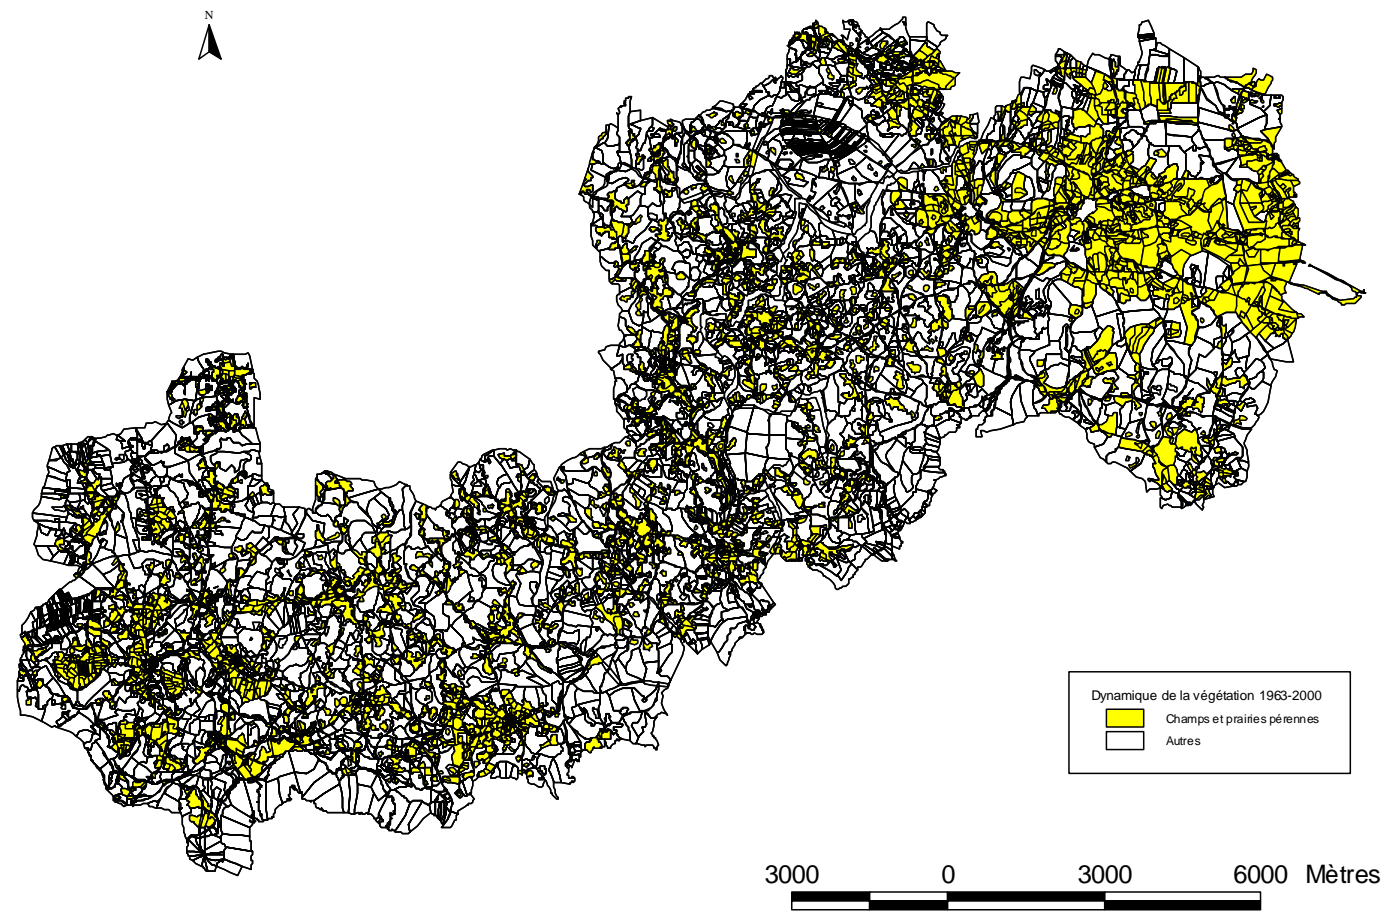 N
Dynamique de la végétation 1963-2000
Champs et prairies pérennes
Autres
3000 0 3000 6000 Mètres